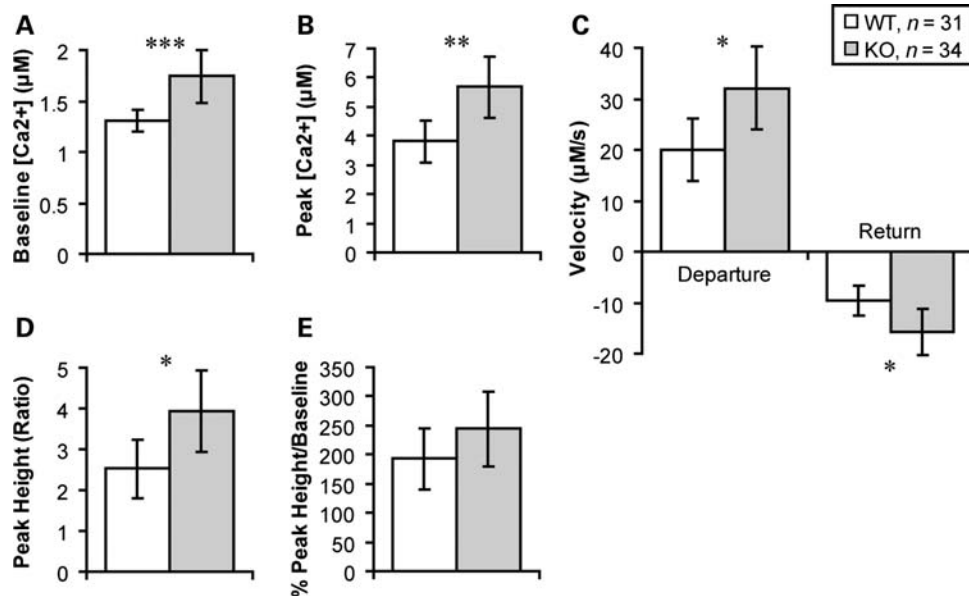 A
***
Baseline [Ca2+] (µM)
2
1.5
1
0.5
0
B
**
Peak [Ca2+] (µM)
7
6
5
4
3
2
1
0
C
WT, n = 31
KO, n = 34
*
Velocity (µM/s)
40
30
20
10
0
-10
-20
Departure
Return
*
D
*
Peak Height (Ratio)
5
4
3
2
1
0
E
% Peak Height/Baseline
350
300
250
200
150
100
50
0